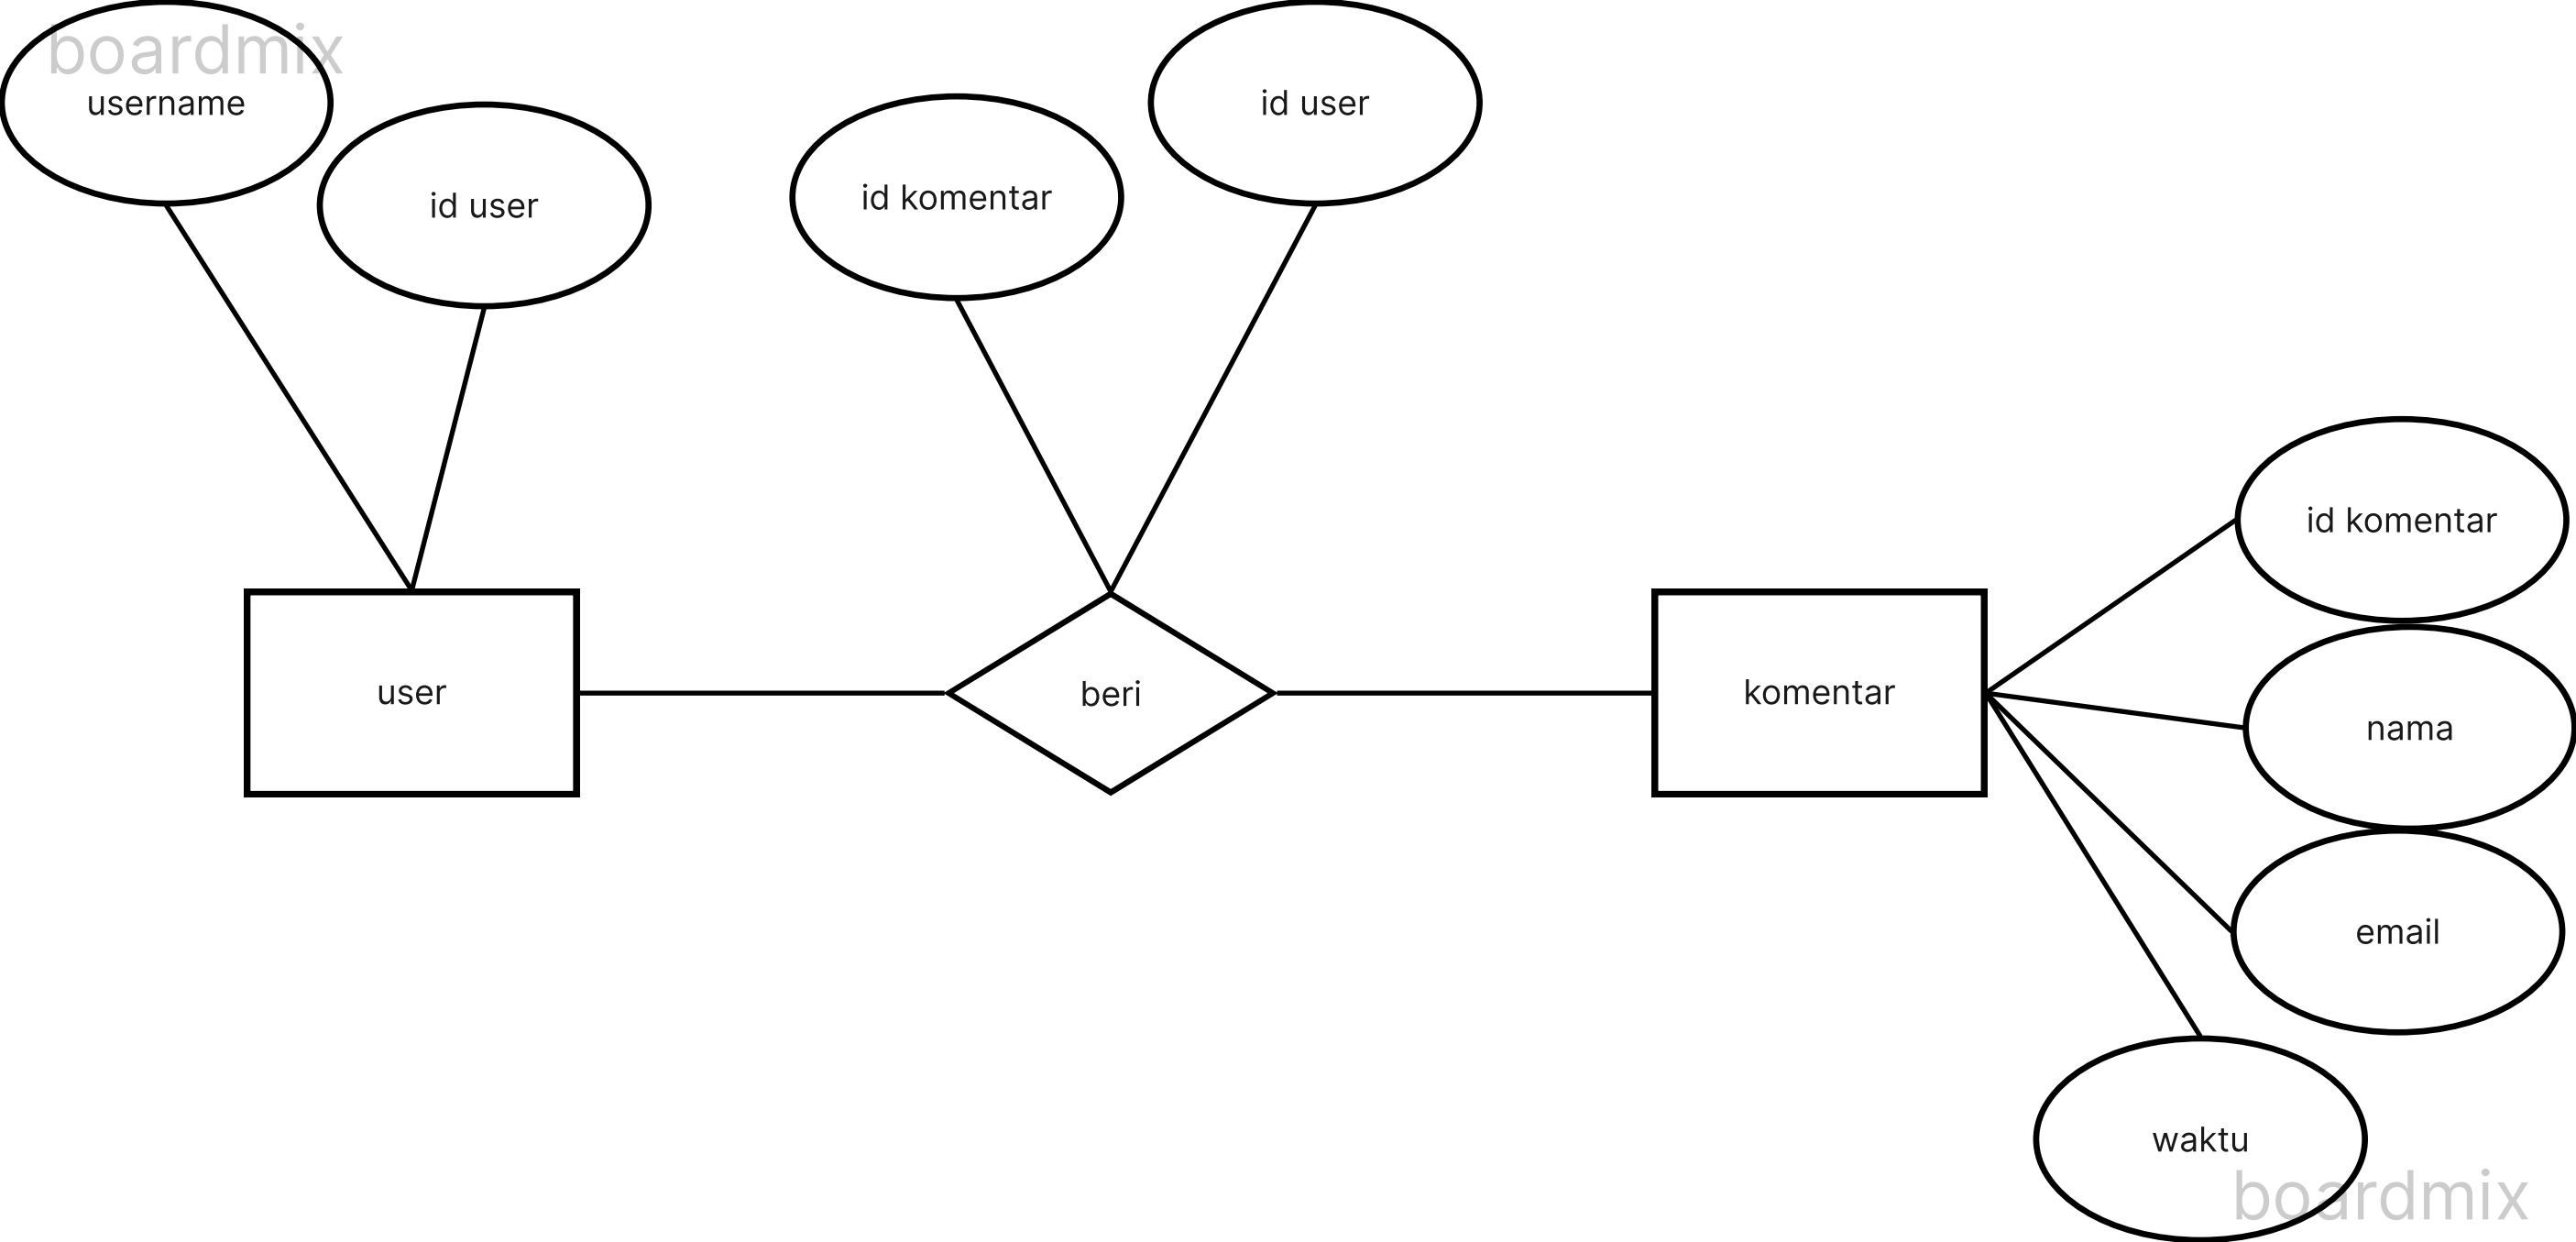 boardmix
username
id user
id komentar
id user
user
beri
komentar
id komentar
nama
email
waktu
boardmix